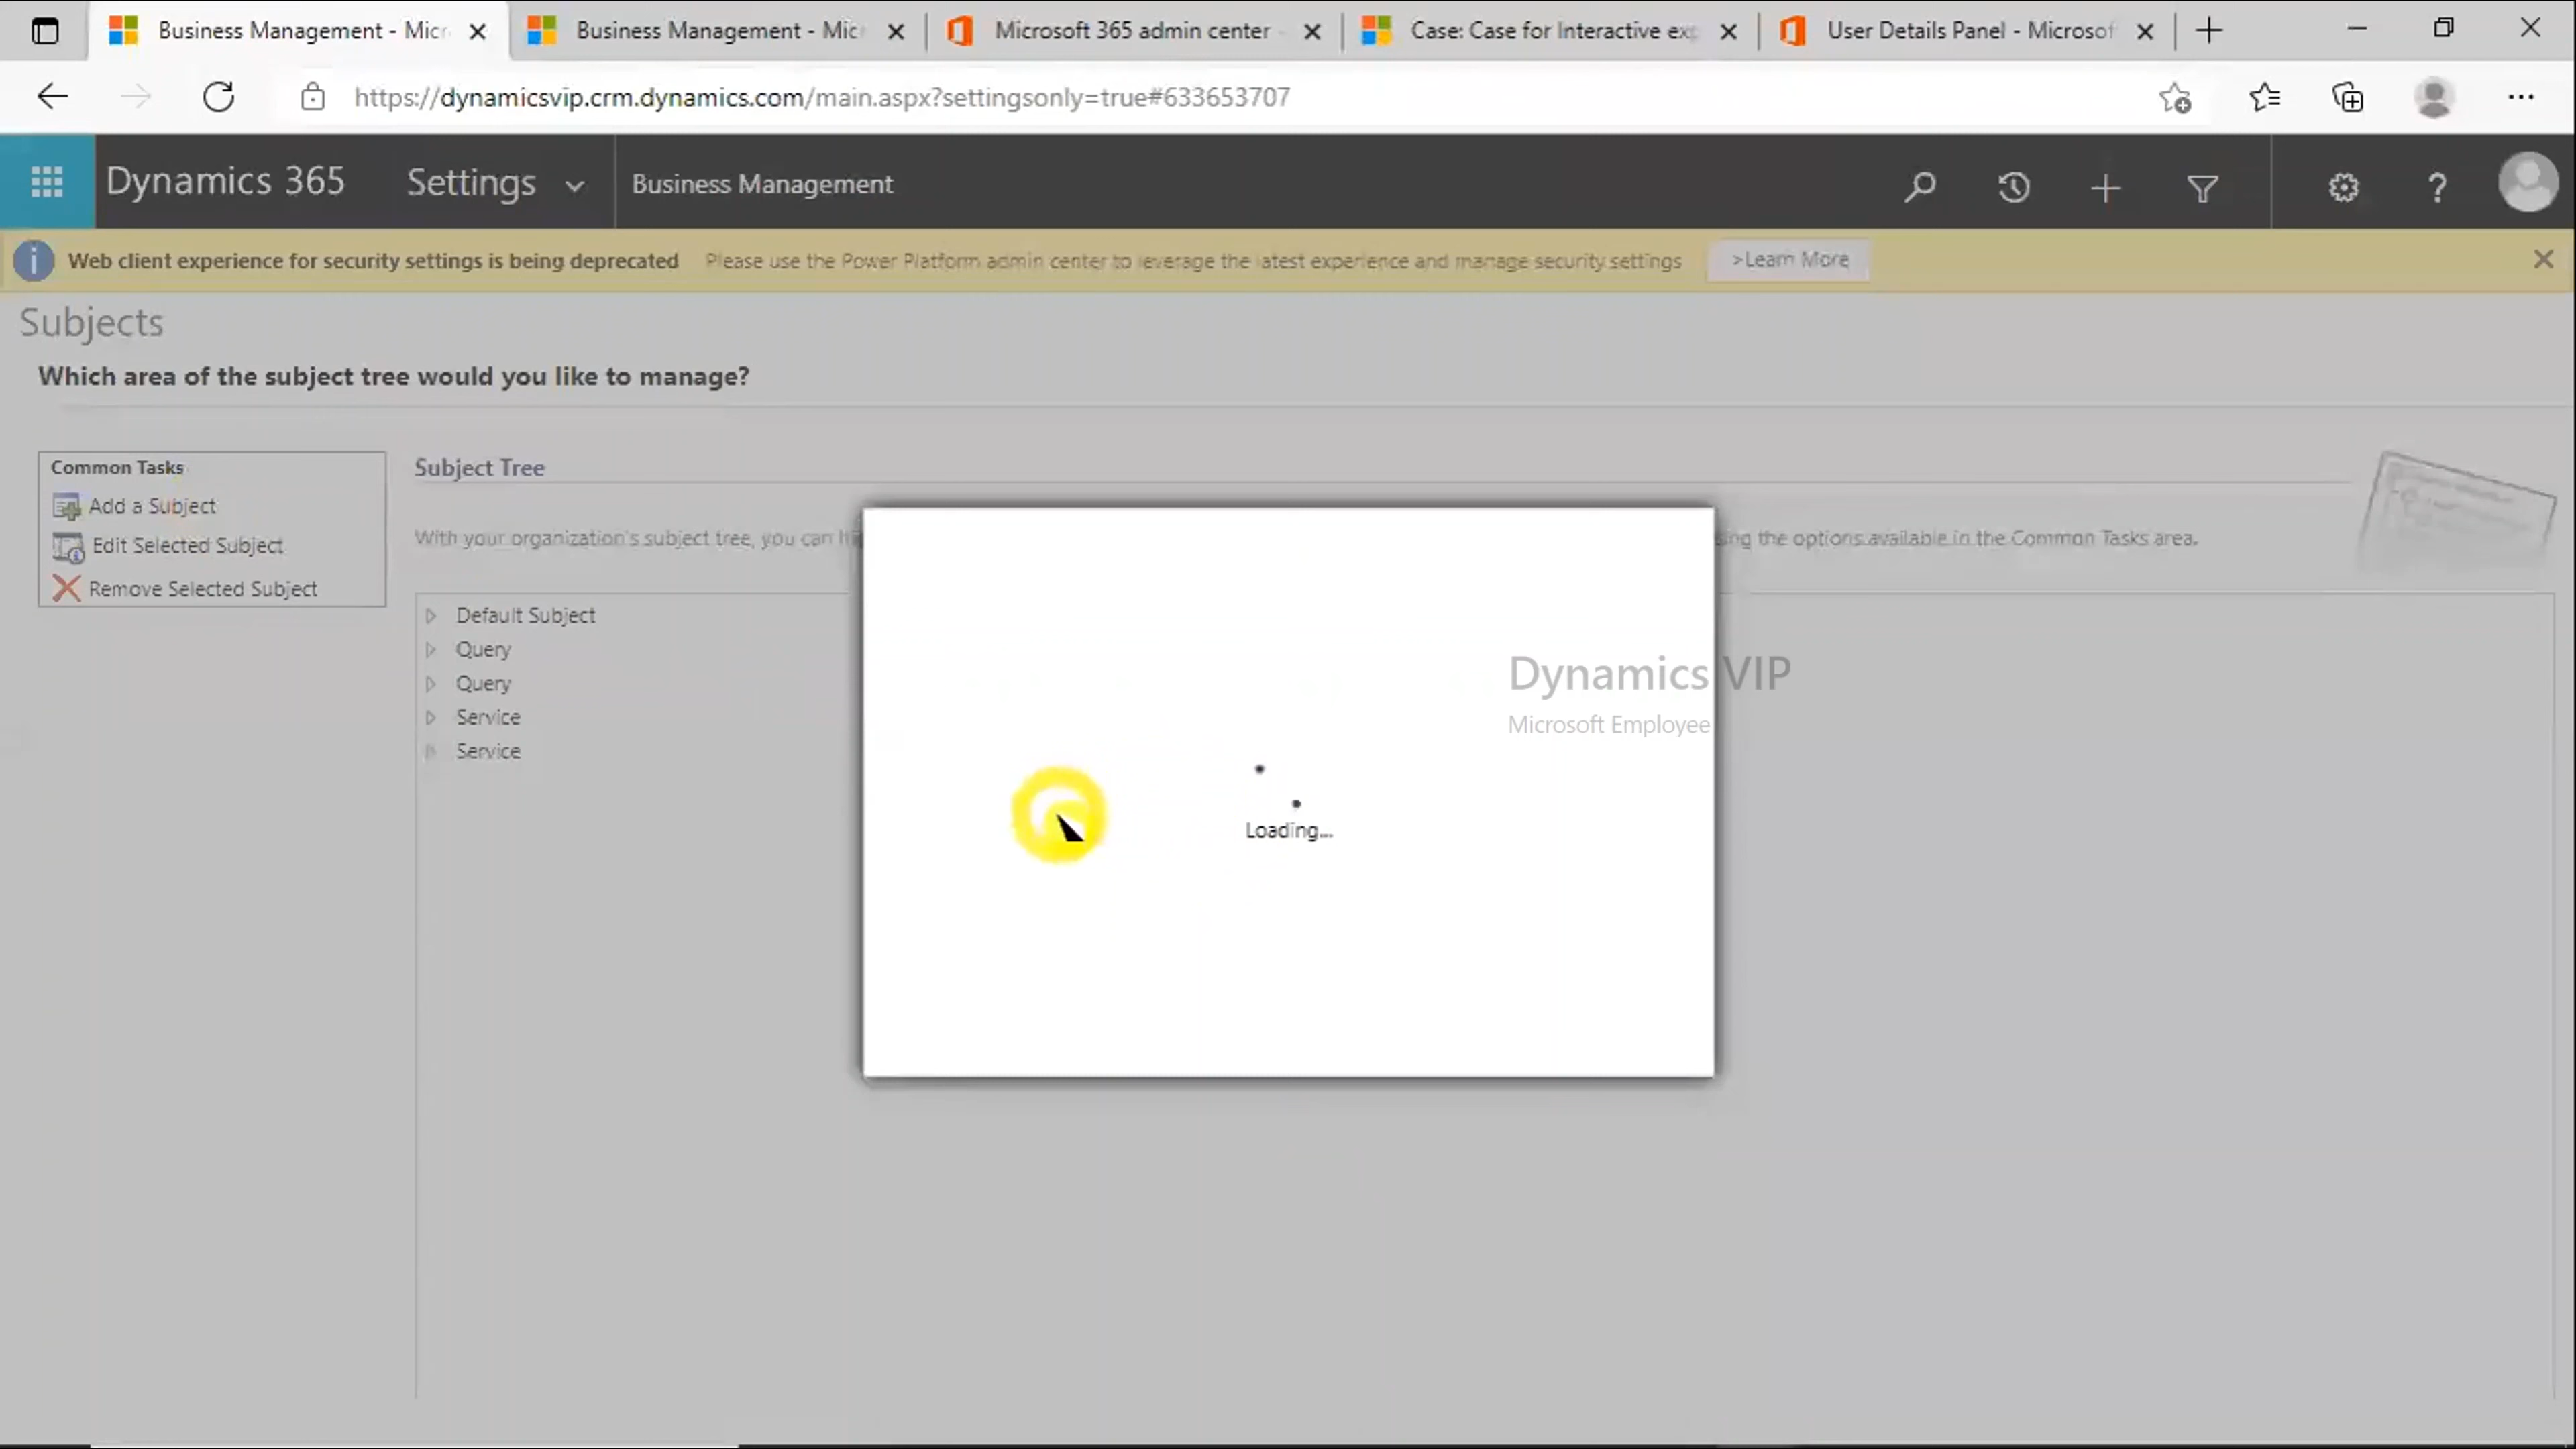 Business Management - Micr
Business Management - Mic
Microsoft 365 admin center -
Case: Case for Interactive exp
User Details Panel - Microsof
https://dynamicsvip.crm.dynamics.com/main.aspx?settingsonly=true#633653707
Dynamics 365
Settings
Business Management
Web client experience for security settings is being deprecated
Please use the Power Platform admin center to leverage the latest experience and manage security settings
>Learn More
Subjects
Which area of the subject tree would you like to manage?
Common Tasks
Add a Subject
Edit Selected Subject
Remove Selected Subject
Subject Tree
With your organization's subject tree, you can
the options available in the Common Tasks area.
Default Subject
Query
Query
Service
Service
Loading...
Dynamics VIP
Microsoft Employee